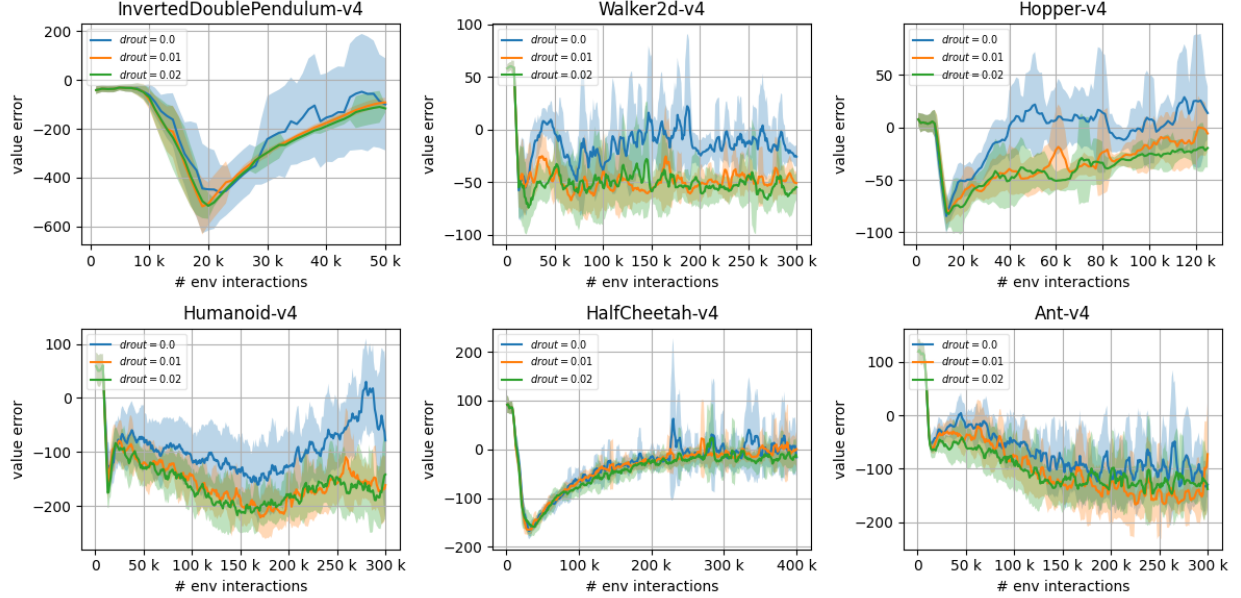 InvertedDoublePendulum-v4
value error
200
0
−200
−400
−600
drout = 0.0
drout = 0.01
drout = 0.02
0
10 k
20 k
30 k
40 k
50 k
# env interactions
Walker2d-v4
value error
100
50
0
−50
−100
drout = 0.0
drout = 0.01
drout = 0.02
0
50 k
100 k
150 k
200 k
250 k
300 k
# env interactions
Hopper-v4
value error
50
0
−50
−100
drout = 0.0
drout = 0.01
drout = 0.02
0
20 k
40 k
60 k
80 k
100 k
120 k
# env interactions
Humanoid-v4
value error
100
0
−100
−200
drout = 0.0
drout = 0.01
drout = 0.02
0
50 k
100 k
150 k
200 k
250 k
300 k
# env interactions
HalfCheetah-v4
value error
200
100
0
−100
−200
drout = 0.0
drout = 0.01
drout = 0.02
0
100 k
200 k
300 k
400 k
# env interactions
Ant-v4
value error
100
0
−100
−200
drout = 0.0
drout = 0.01
drout = 0.02
0
50 k
100 k
150 k
200 k
250 k
300 k
# env interactions